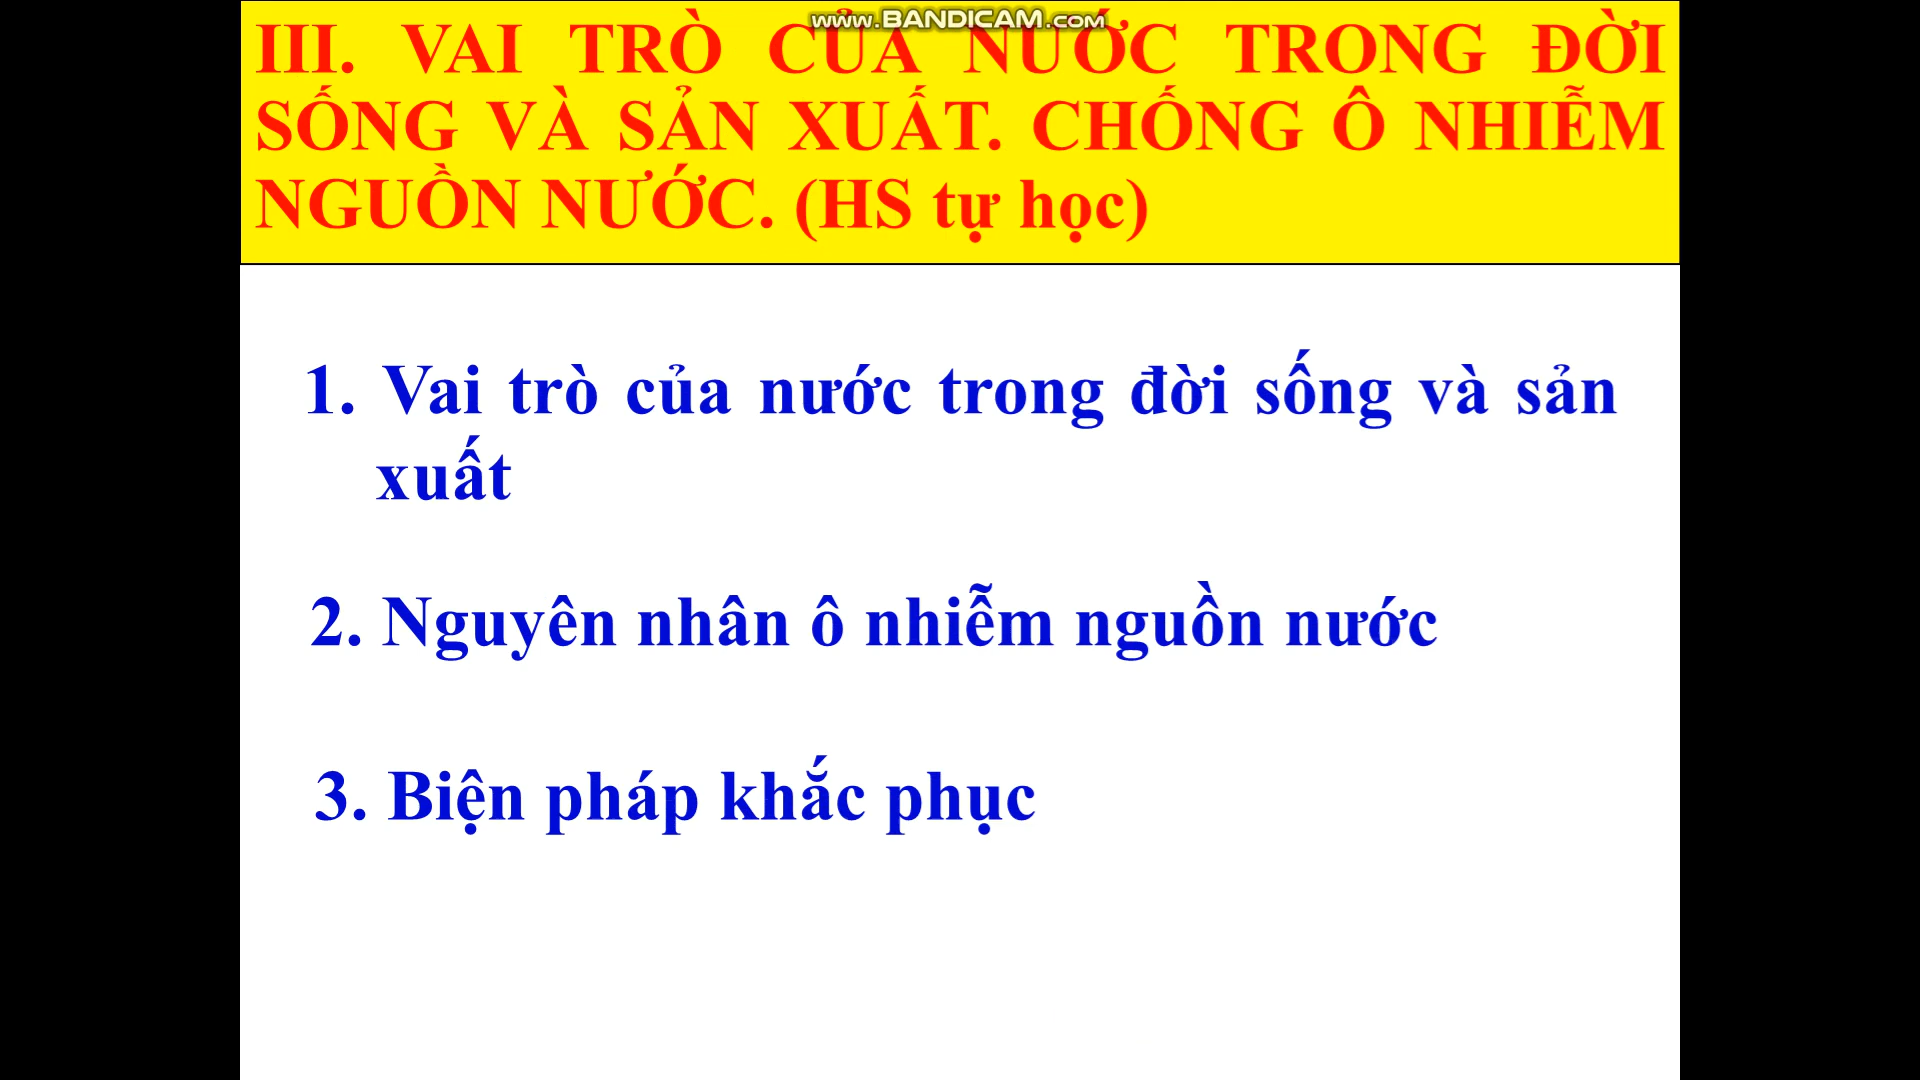 www.BANDICAM.com
III. VAI TRÒ CỦA NƯỚC TRONG ĐỜI
SỐNG VÀ SẢN XUẤT. CHỐNG Ô NHIỄM
NGUỒN NƯỚC. (HS tự học)
1. Vai trò của nước trong đời sống và sản
xuất
2. Nguyên nhân ô nhiễm nguồn nước
3. Biện pháp khắc phục